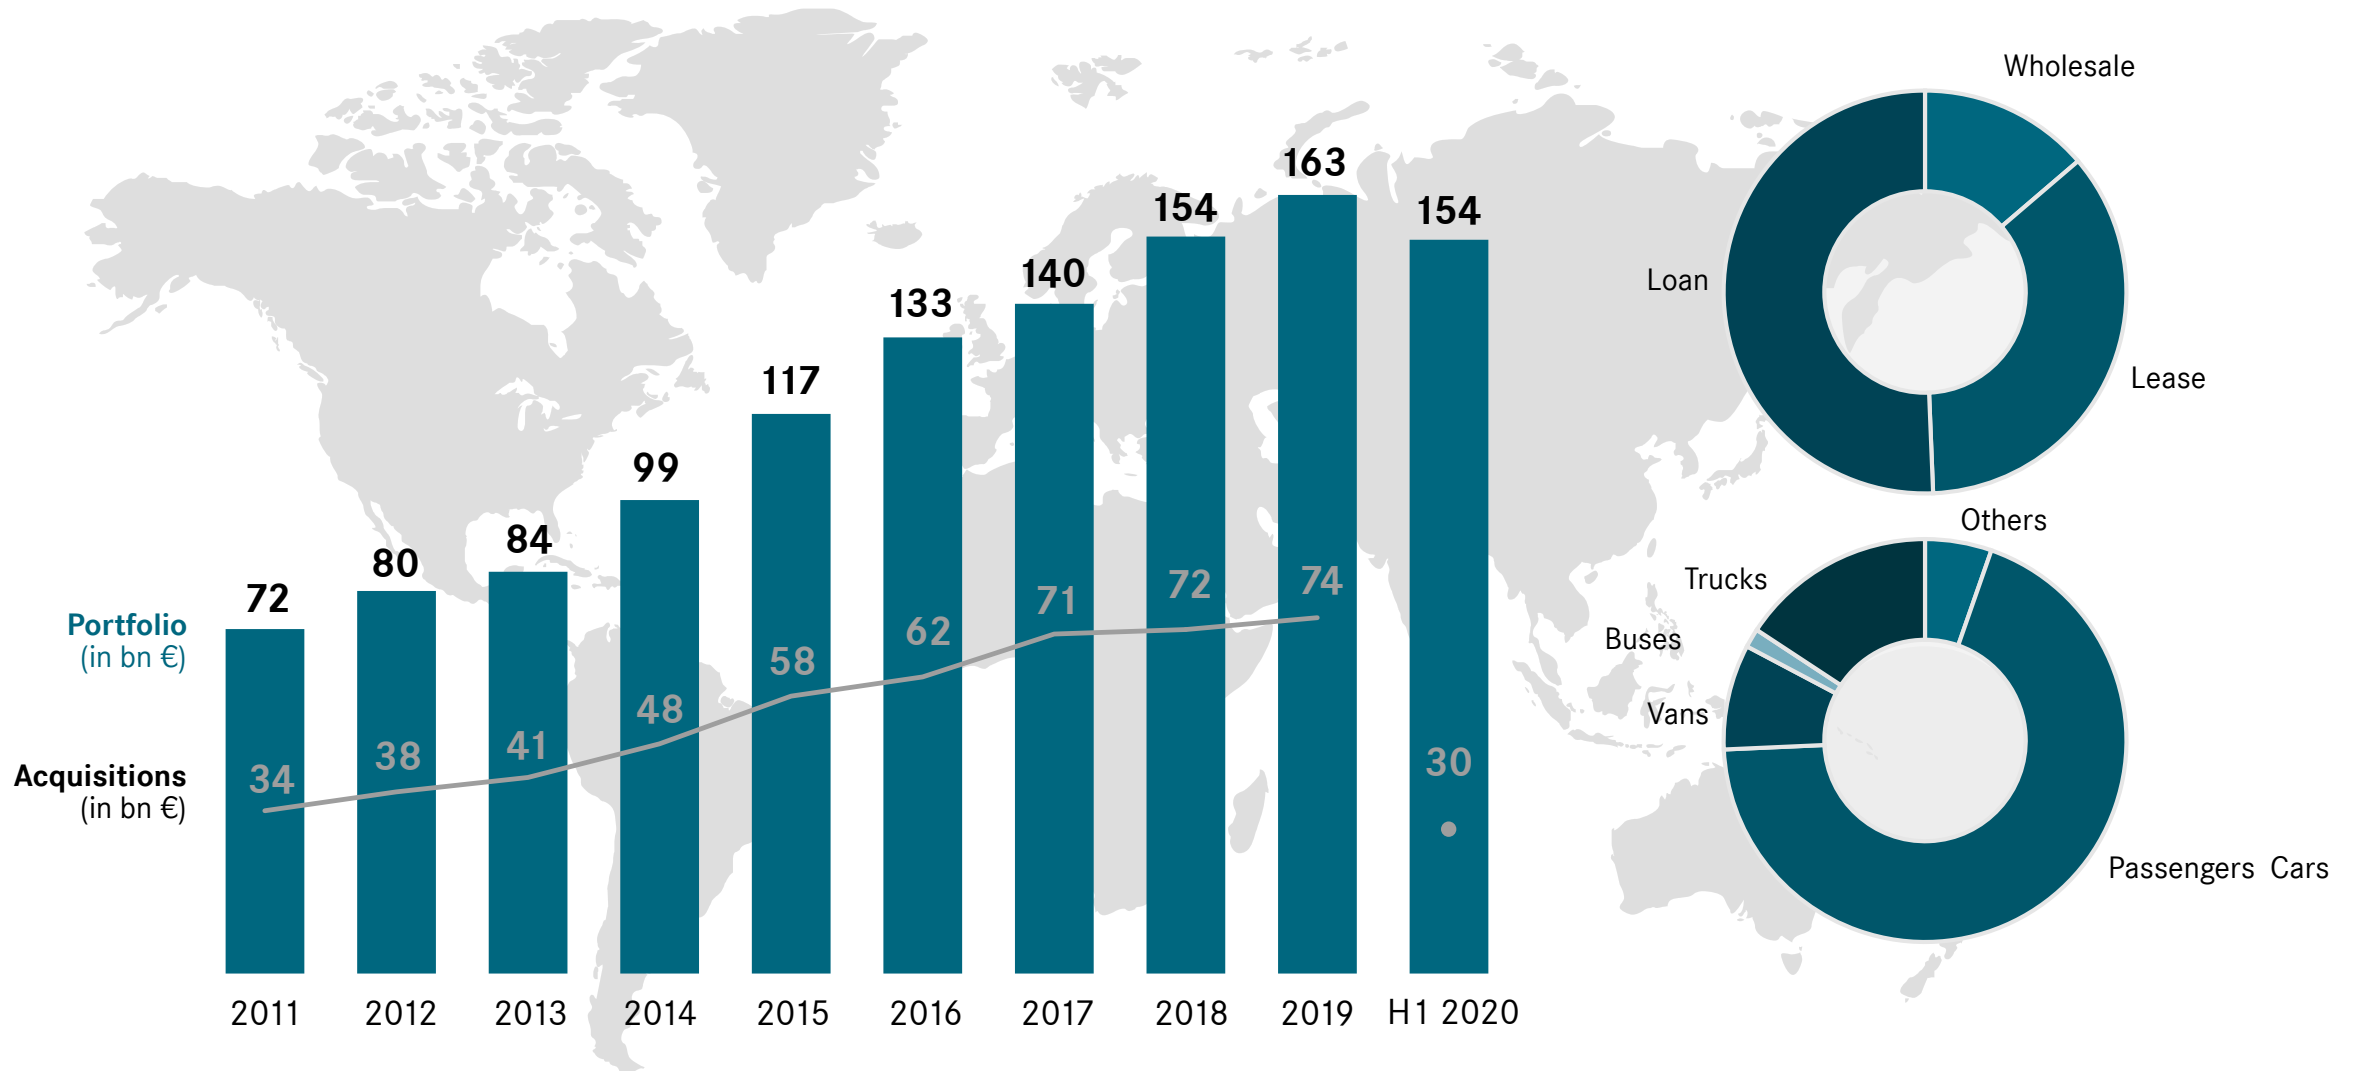 Wholesale
Loan
Lease
Others
Trucks
Buses
Vans
Passengers Cars
163
154
154
140
133
117
99
84
80
72
Portfolio
(in bn €)
Acquisitions
(in bn €)
34
38
41
48
58
62
71
72
74
30
2011
2012
2013
2014
2015
2016
2017
2018
2019
H1 2020